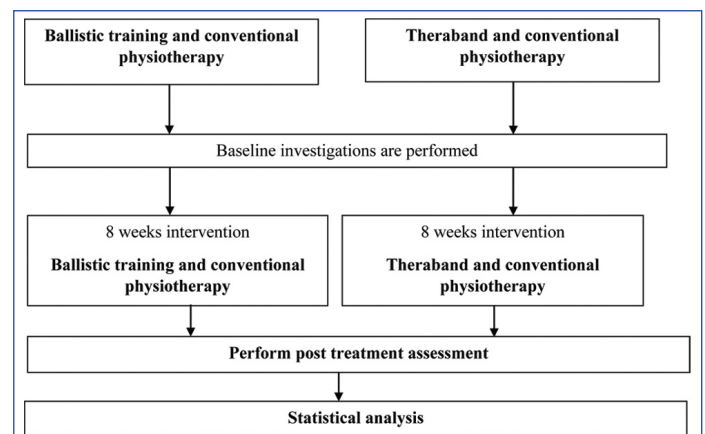 Ballistic training and conventional
physiotherapy
Theraband and conventional
physiotherapy
Baseline investigations are performed
8 weeks intervention
Ballistic training and conventional
physiotherapy
8 weeks intervention
Theraband and conventional
physiotherapy
Perform post treatment assessment
Statistical analysis